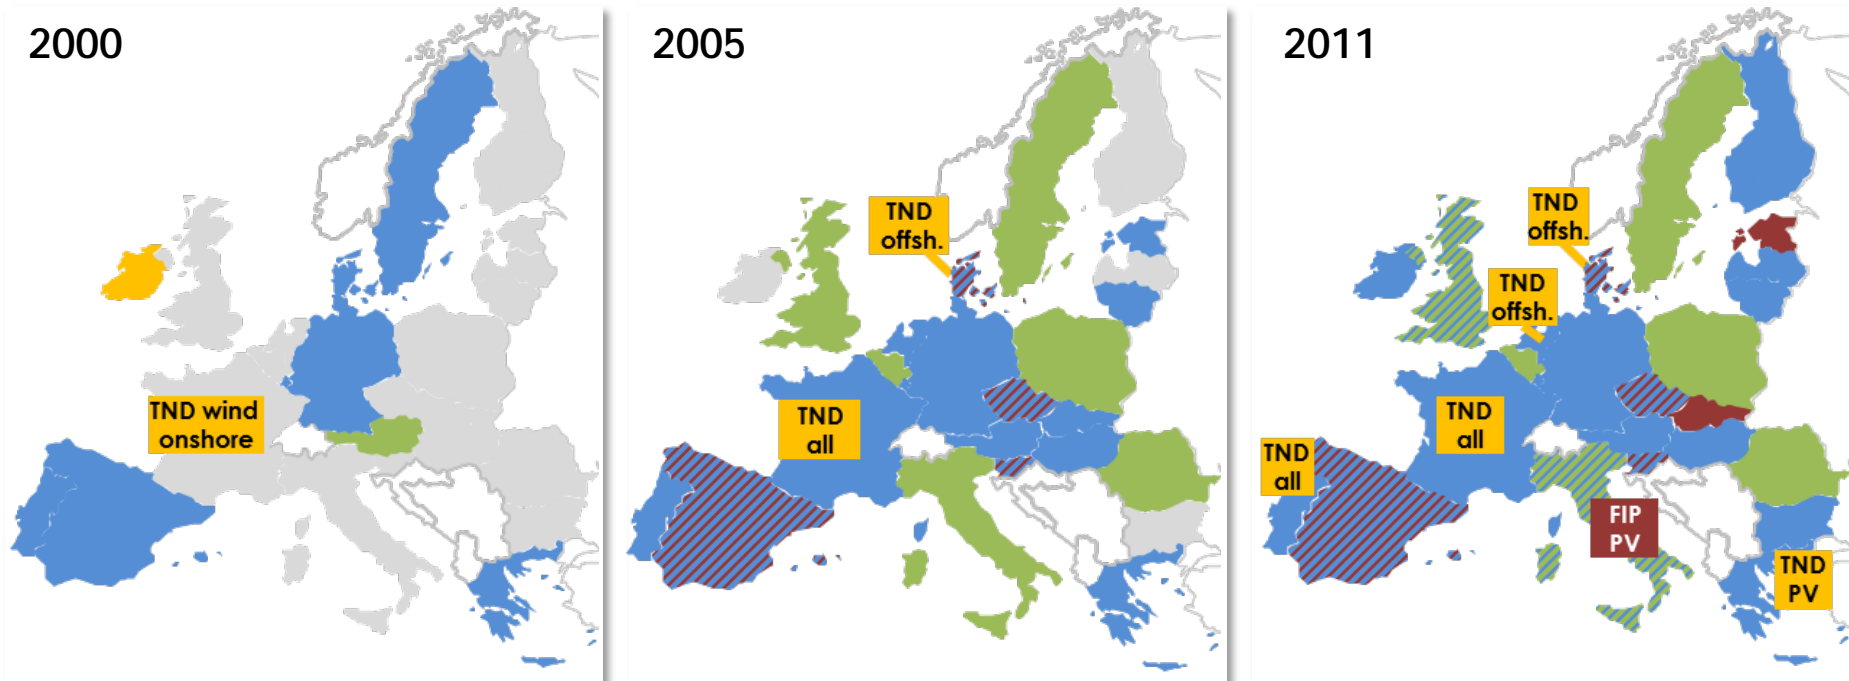 2000
TND wind
onshore
2005
TND
offsh.
TND
all
2011
TND
offsh.
TND
offsh.
TND
all
TND
all
FIP
PV
TND
PV